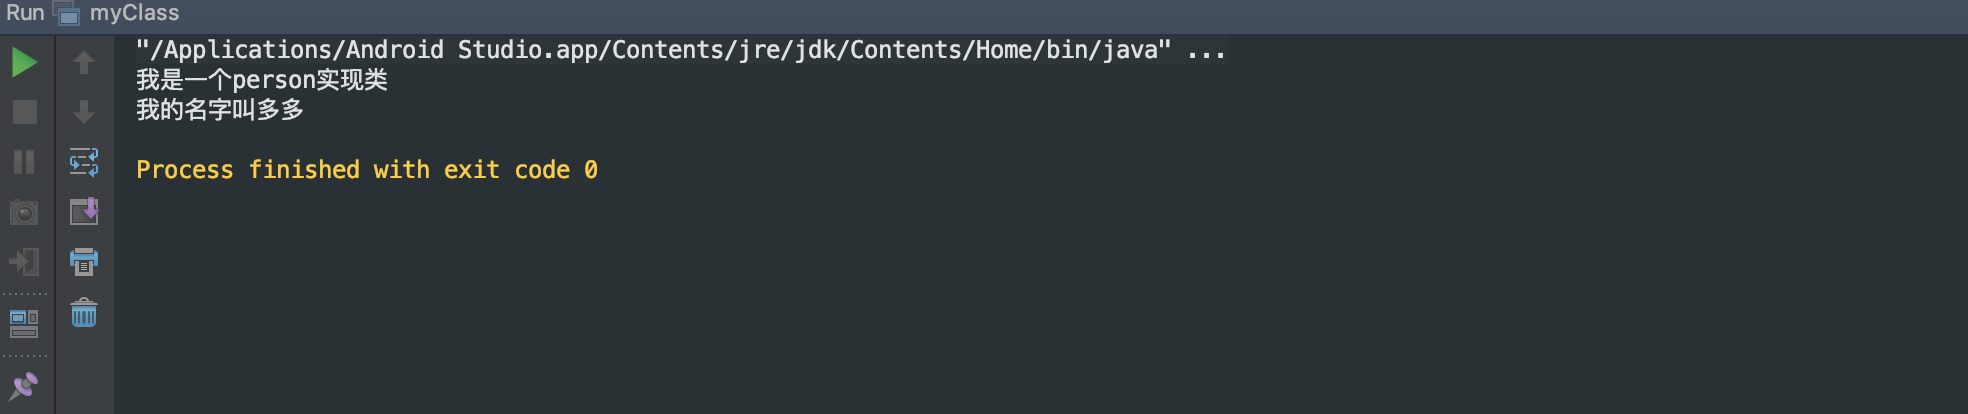 Run myClass
"/Applications/Android Studio.app/Contents/jre/jdk/Contents/Home/bin/java" ...
我是一个person实现类
我的名字叫多多
Process finished with exit code 0